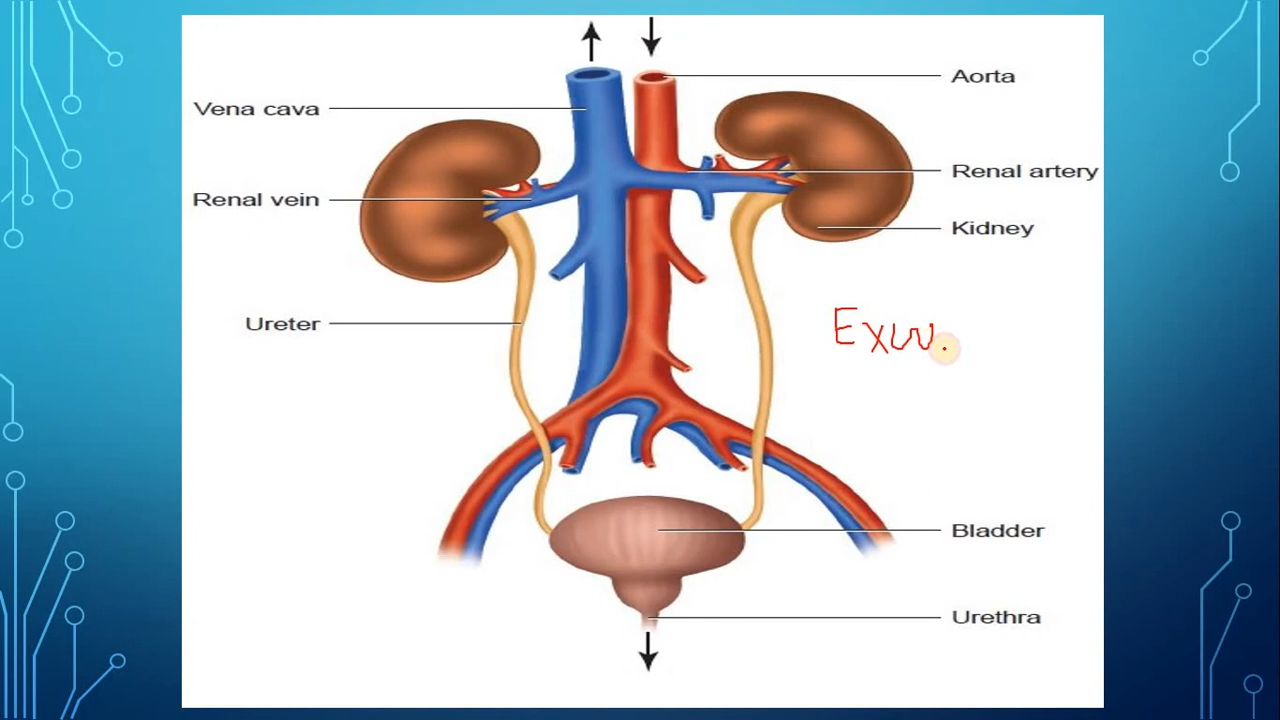 Aorta
Vena cava
Renal artery
Renal vein
Kidney
Ureter
Bladder
Urethra